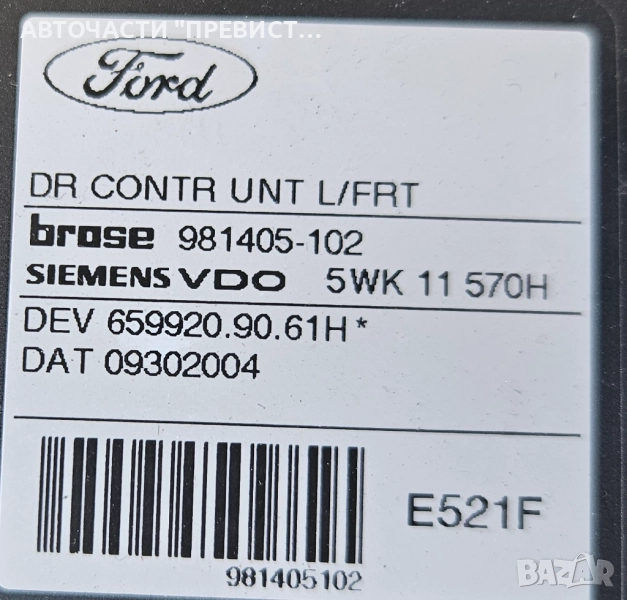 АВТОЧАСТИ "ПРЕВИСТ...
Ford
DR CONTR UNT L/FRT
brose 981405-102
SIEMENS VDO 5WK 11 570H
DEV 659920.90.61H*
DAT 09302004
E521F
981405102
BAZAR